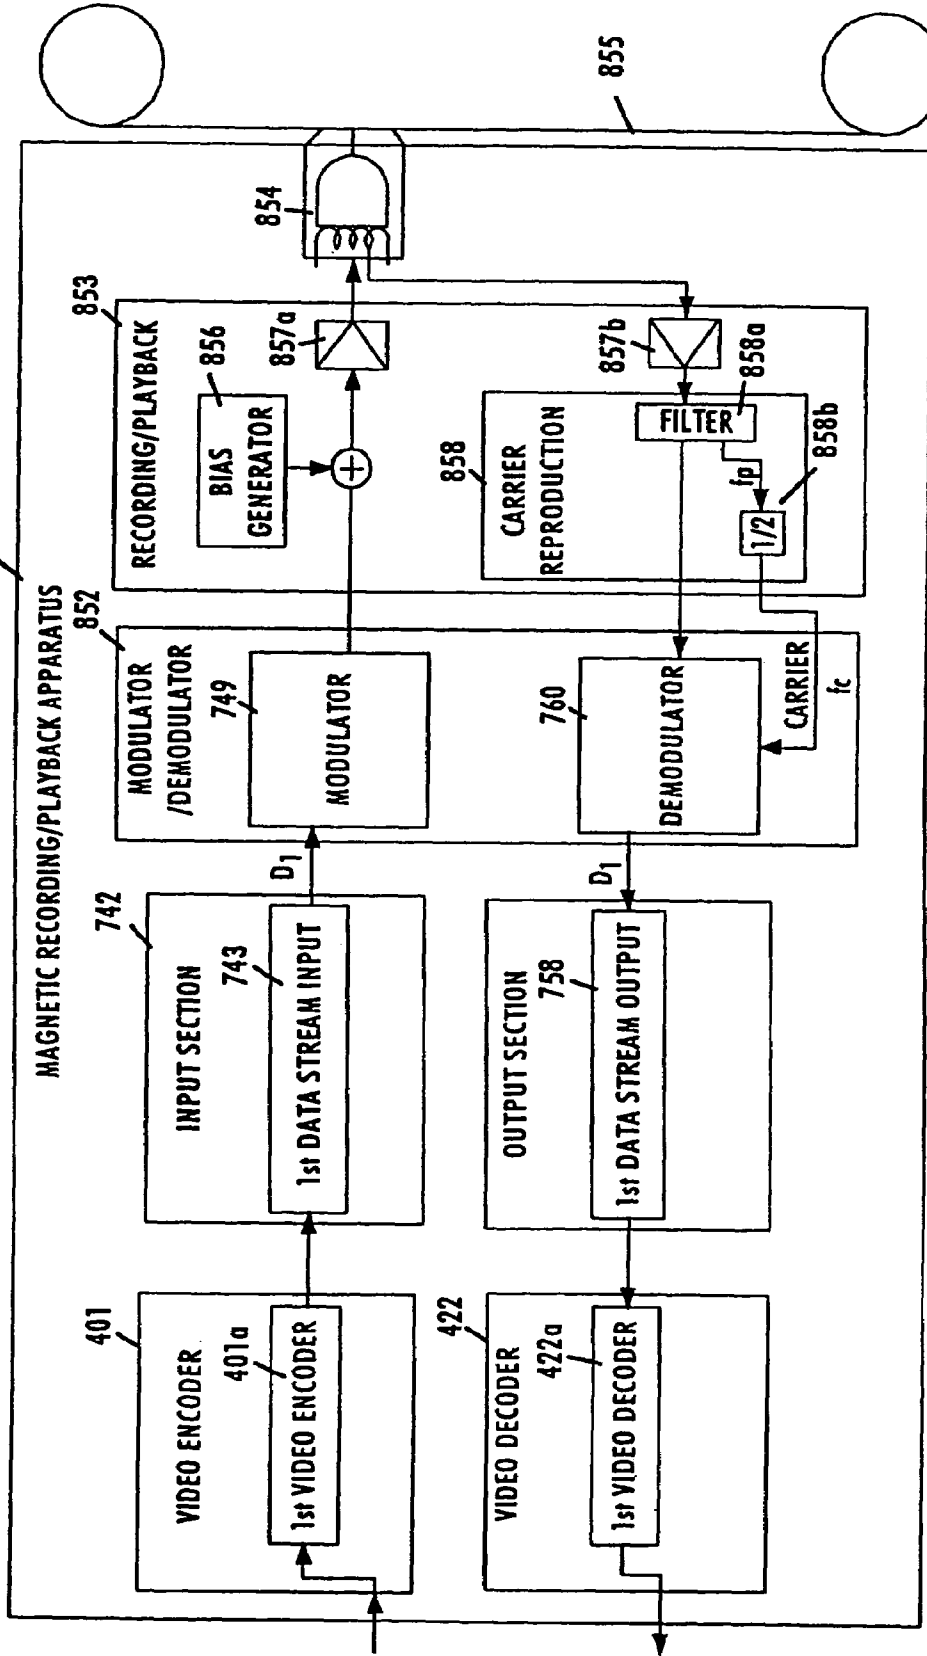 MAGNETIC RECORDING/PLAYBACK APPARATUS
401
VIDEO ENCODER
401a
1st VIDEO ENCODER
742
INPUT SECTION
743
1st DATA STREAM INPUT
D1
852
MODULATOR
/DEMODULATOR
749
MODULATOR
853
RECORDING/PLAYBACK
856
BIAS
GENERATOR
+
857a
854
855
422
VIDEO DECODER
422a
1st VIDEO DECODER
OUTPUT SECTION
758
1st DATA STREAM OUTPUT
D1
760
DEMODULATOR
CARRIER
fc
858
CARRIER
REPRODUCTION
857b
FILTER
858a
fp
1/2
858b